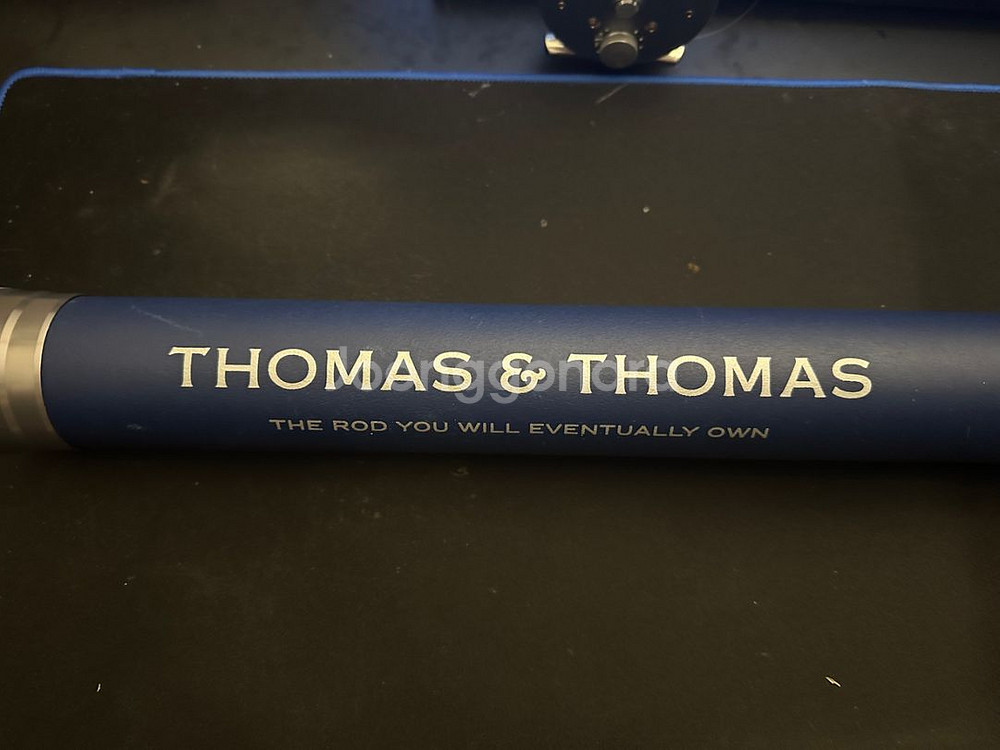 THOMAS & THOMAS
THE ROD YOU WILL EVENTUALLY OWN